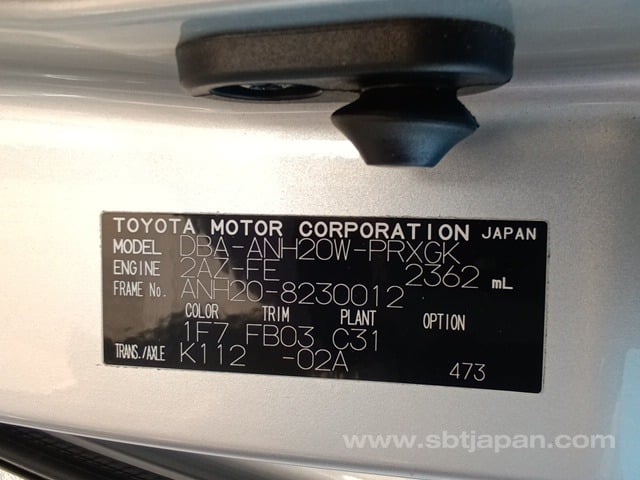 TOYOTA MOTOR CORPORATION JAPAN
MODEL DBA-ANH20W-PRXGK
ENGINE 2AZ-FE 2362 mL
FRAME No. ANH20-8230012
COLOR TRIM PLANT OPTION
1F7 FB03 C31
TRANS./AXLE K112 -02A
473
www.sbtjapan.com